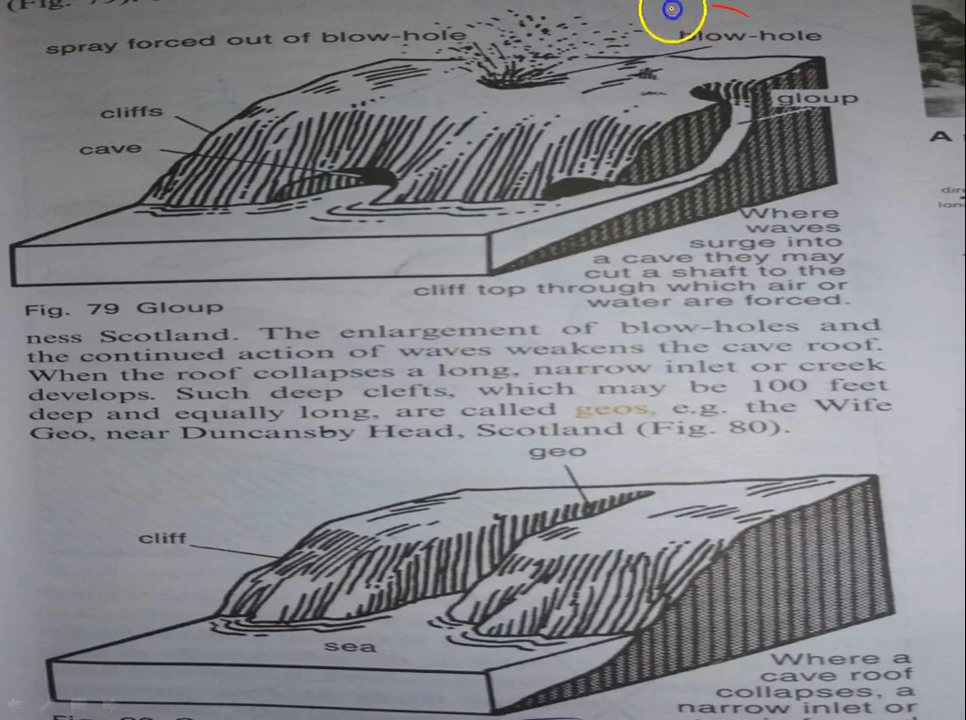 (Fig. 79).
spray forced out of blow-hole
blow-hole
cliffs
gloup
cave
A
Where
waves
surge into
a cave they may
cut a shaft to the
cliff top through which air or
water are forced.
Fig. 79 Gloup
ness Scotland. The enlargement of blow-holes and
the continued action of waves weakens the cave roof.
When the roof collapses a long, narrow inlet or creek
develops. Such deep clefts, which may be 100 feet
deep and equally long, are called geos, e.g. the Wife
Geo, near Duncansby Head, Scotland (Fig. 80).
geo
cliff
sea
Where a
cave roof
collapses, a
narrow inlet or